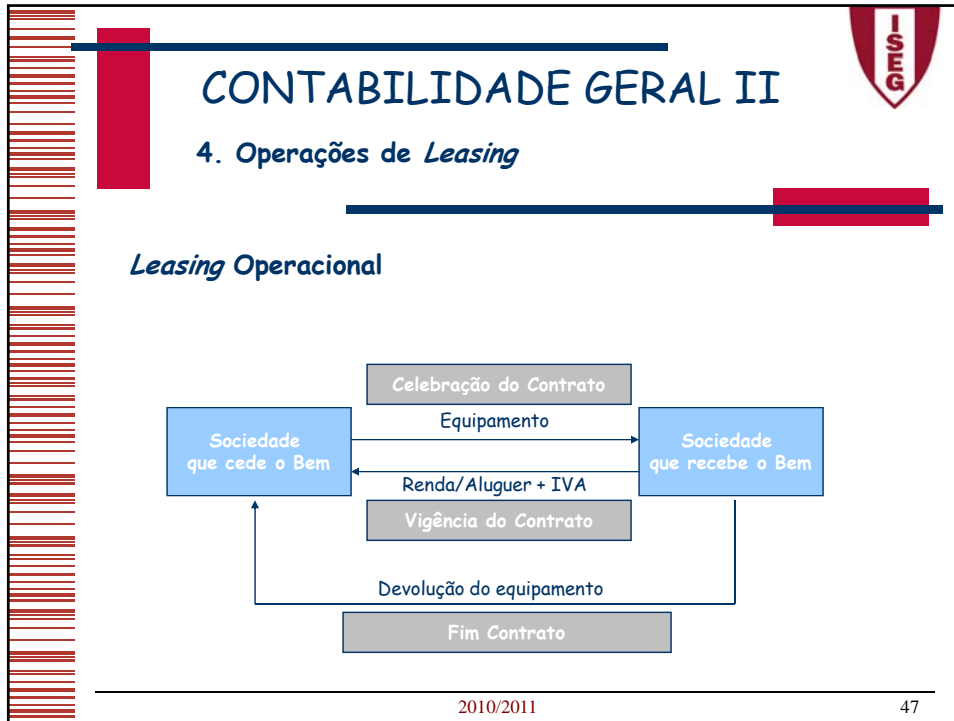 ISEG
CONTABILIDADE GERAL II
4. Operações de Leasing
Leasing Operacional
Celebração do Contrato
Equipamento
Sociedade
que cede o Bem
Sociedade
que recebe o Bem
Renda/Aluguer + IVA
Vigência do Contrato
Devolução do equipamento
Fim Contrato
2010/2011
47